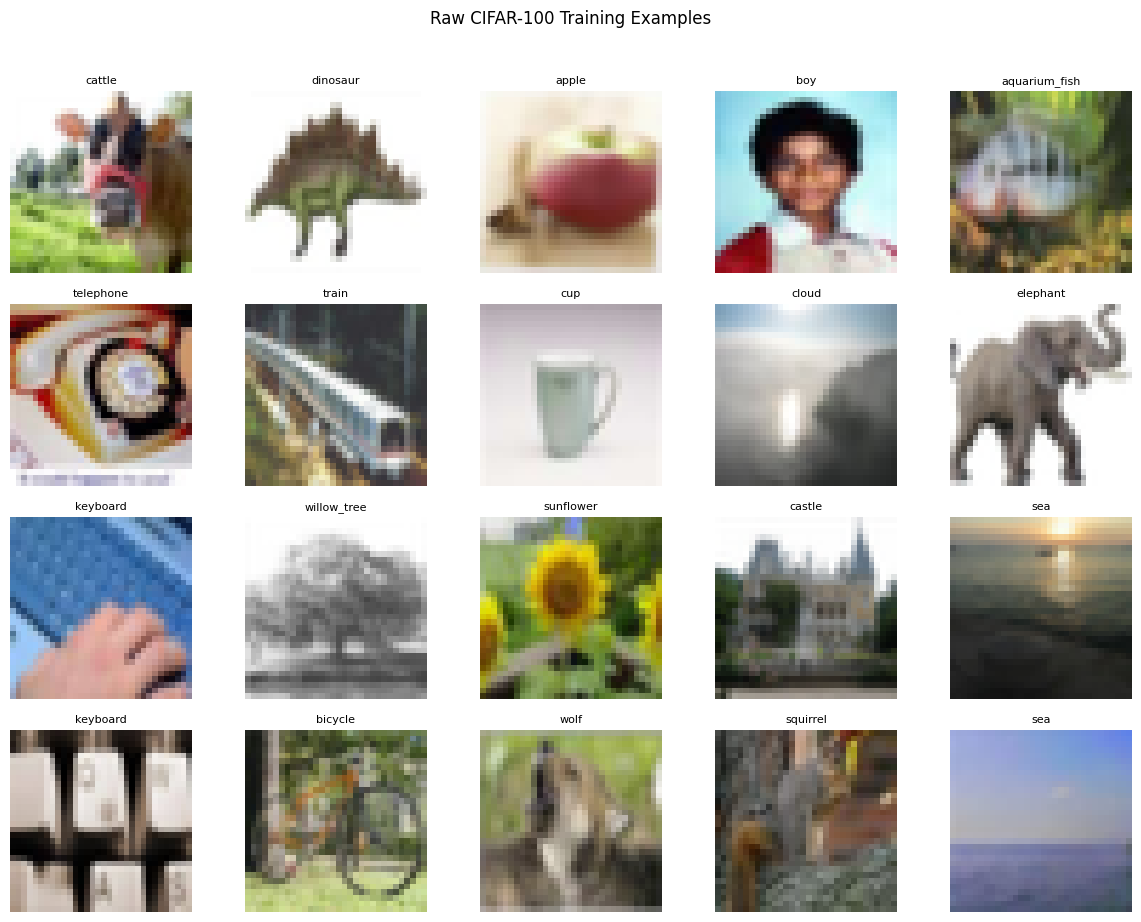 Raw CIFAR-100 Training Examples
cattle
dinosaur
apple
boy
aquarium_fish
telephone
train
cup
cloud
elephant
keyboard
willow_tree
sunflower
castle
sea
keyboard
bicycle
wolf
squirrel
sea